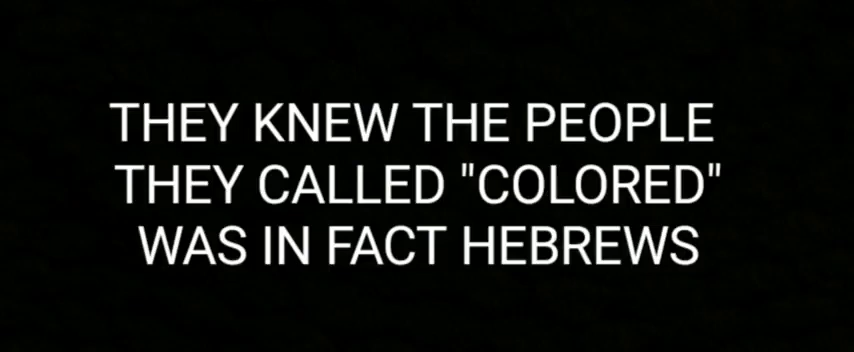 THEY KNEW THE PEOPLE
THEY CALLED "COLORED"
WAS IN FACT HEBREWS